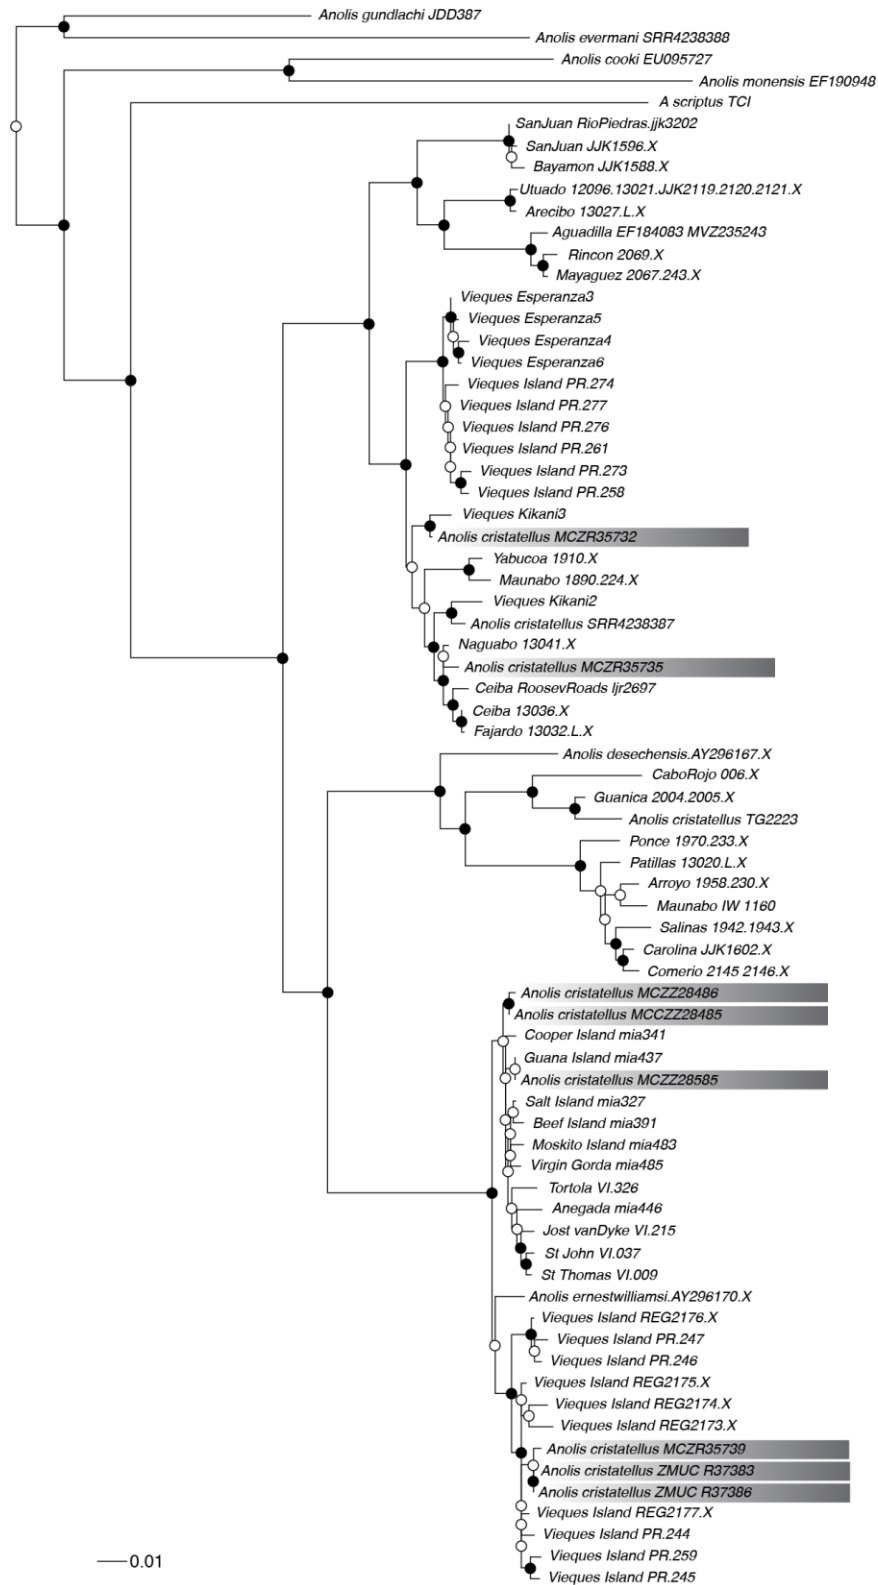 Anolis gundlachi JDD387
Anolis evermani SRR4238388
Anolis cooki EU095727
Anolis monensis EF190948
A scriptus TCI
SanJuan RioPiedras.jjk3202
SanJuan JJK1596.X
Bayamon JJK1588.X
Utuado 12096.13021.JJK2119.2120.2121.X
Arecibo 13027.L.X
Aguadilla EF184083 MVZ235243
Rincon 2069.X
Mayaguez 2067.243.X
Vieques Esperanza3
Vieques Esperanza5
Vieques Esperanza4
Vieques Esperanza6
Vieques Island PR.274
Vieques Island PR.277
Vieques Island PR.276
Vieques Island PR.261
Vieques Island PR.273
Vieques Island PR.258
Vieques Kikani3
Anolis cristatellus MCZR35732
Yabucoa 1910.X
Maunabo 1890.224.X
Vieques Kikani2
Anolis cristatellus SRR4238387
Naguabo 13041.X
Anolis cristatellus MCZR35735
Ceiba RoosevRoads ljr2697
Ceiba 13036.X
Fajardo 13032.L.X
Anolis desechensis.AY296167.X
CaboRojo 006.X
Guanica 2004.2005.X
Anolis cristatellus TG2223
Ponce 1970.233.X
Patillas 13020.L.X
Arroyo 1958.230.X
Maunabo IW 1160
Salinas 1942.1943.X
Carolina JJK1602.X
Comerio 2145 2146.X
Anolis cristatellus MCZZ28486
Anolis cristatellus MCCZZ28485
Cooper Island mia341
Guana Island mia437
Anolis cristatellus MCZZ28585
Salt Island mia327
Beef Island mia391
Moskito Island mia483
Virgin Gorda mia485
Tortola VI.326
Anegada mia446
Jost vanDyke VI.215
St John VI.037
St Thomas VI.009
Anolis ernestwilliamsi.AY296170.X
Vieques Island REG2176.X
Vieques Island PR.247
Vieques Island PR.246
Vieques Island REG2175.X
Vieques Island REG2174.X
Vieques Island REG2173.X
Anolis cristatellus MCZR35739
Anolis cristatellus ZMUC R37383
Anolis cristatellus ZMUC R37386
Vieques Island REG2177.X
Vieques Island PR.244
Vieques Island PR.259
Vieques Island PR.245
0.01